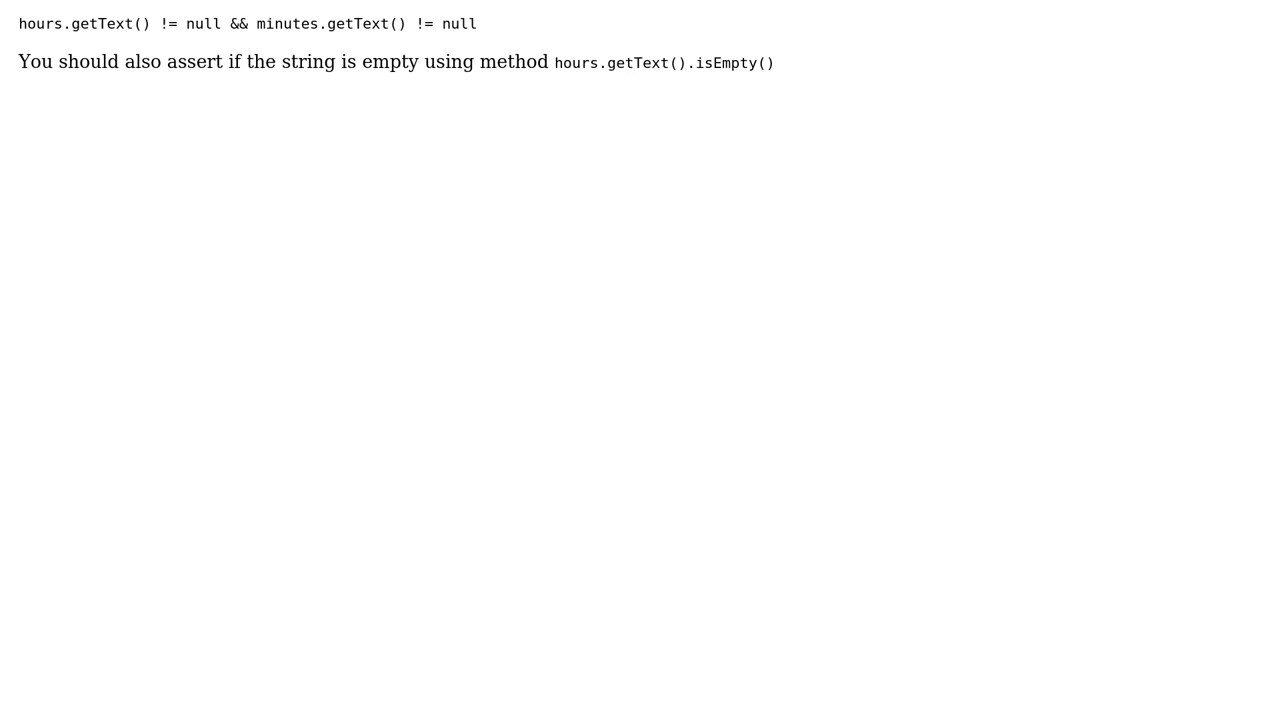 hours.getText() != null && minutes.getText() != null
You should also assert if the string is empty using method hours.getText().isEmpty()